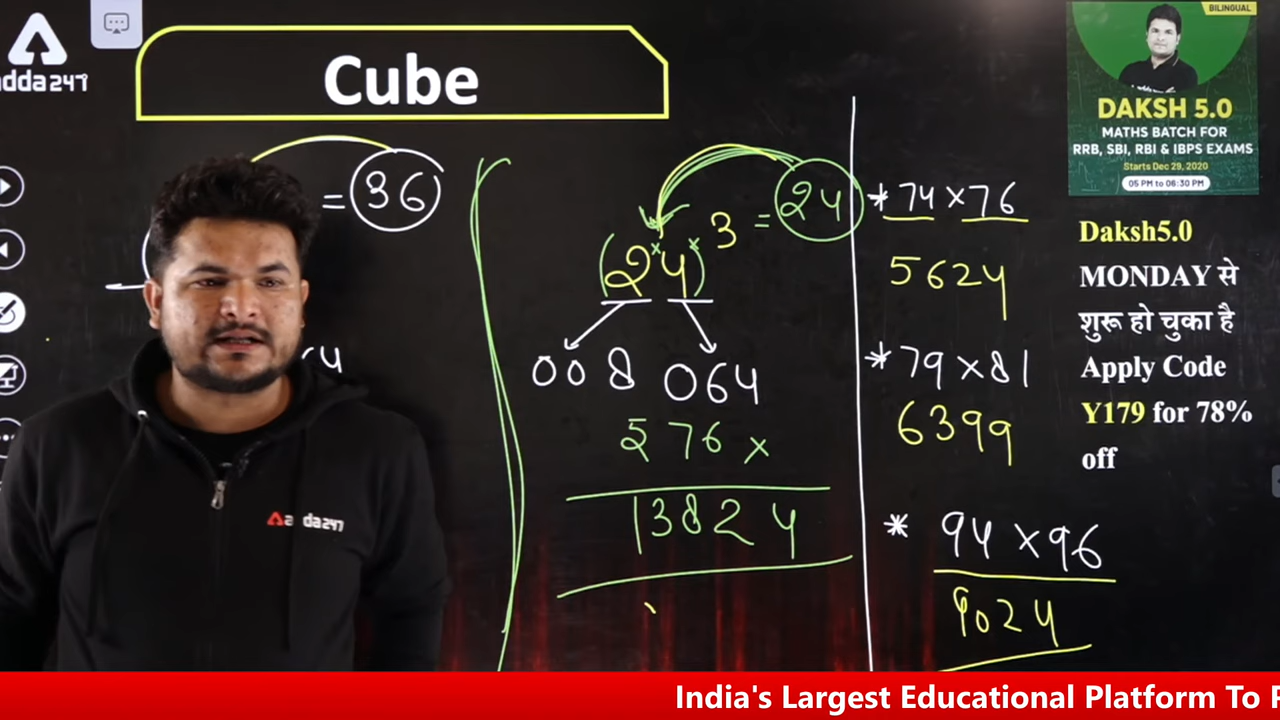 adda247
Cube
= 36
64
(24)³ = 24
008 064
576 ×
13824
* 74 × 76
5624
* 79 × 81
6399
* 94 × 96
9024
BILINGUAL
DAKSH 5.0
MATHS BATCH FOR
RRB, SBI, RBI & IBPS EXAMS
Starts Dec 29, 2020
05 PM to 06:30 PM
Daksh5.0
MONDAY से
शुरू हो चुका है
Apply Code
Y179 for 78%
off
adda247
India's Largest Educational Platform To